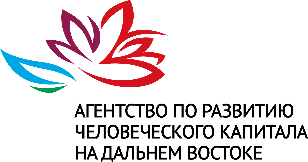 АГЕНТСТВО ПО РАЗВИТИЮ
ЧЕЛОВЕЧЕСКОГО КАПИТАЛА
НА ДАЛЬНЕМ ВОСТОКЕ